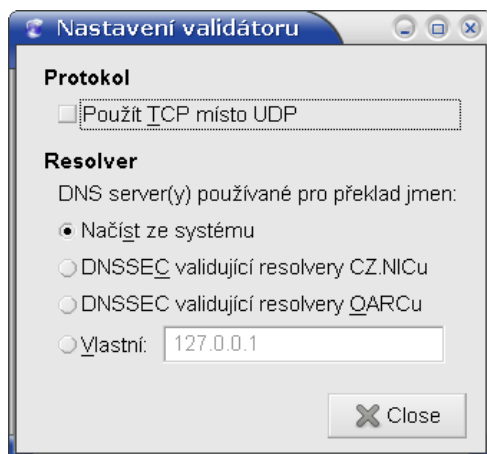 Nastavení validátoru
Protokol
Použít TCP místo UDP
Resolver
DNS server(y) používané pro překlad jmen:
Načíst ze systému
DNSSEC validující resolvery CZ.NICu
DNSSEC validující resolvery OARCu
Vlastní: 127.0.0.1
Close